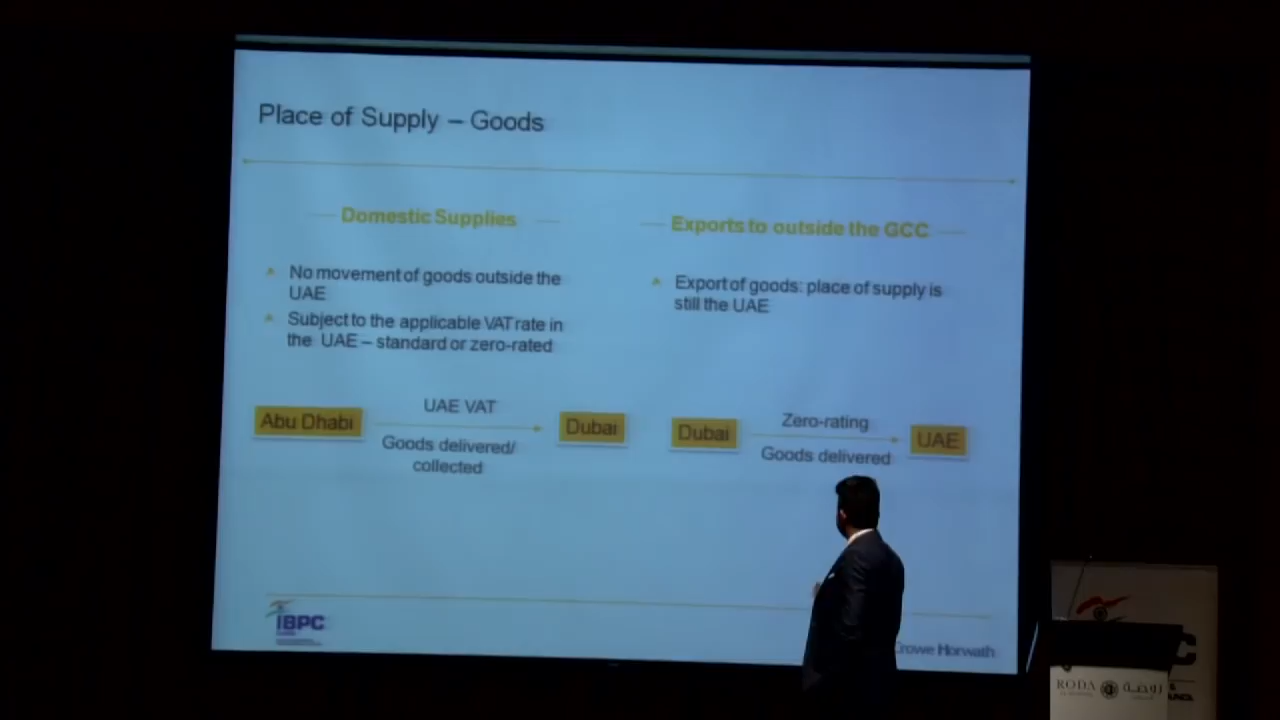 Place of Supply – Goods
Domestic Supplies
No movement of goods outside the
UAE
Subject to the applicable VAT rate in
the UAE – standard or zero-rated
Abu Dhabi
UAE VAT
Goods delivered/
collected
Dubai
Exports to outside the GCC
Export of goods: place of supply is
still the UAE
Dubai
Zero-rating
Goods delivered
UAE
IBPC
Crowe Horwath
RODA
روضة